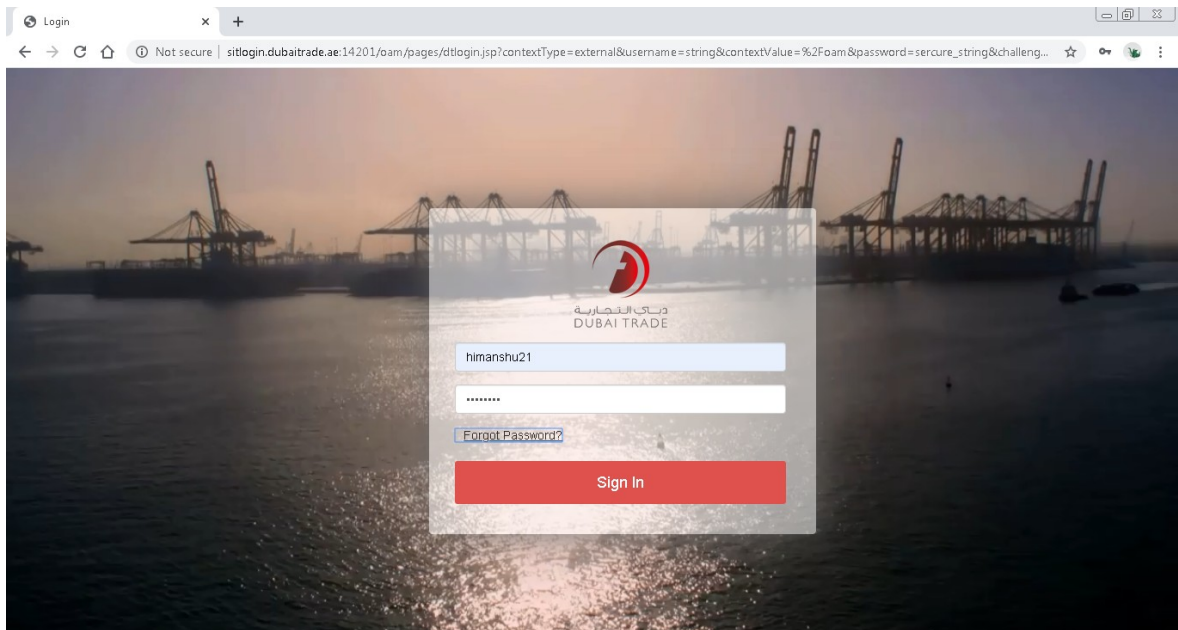 Login
Not secure | sitlogin.dubaitrade.ae:14201/oam/pages/dtlogin.jsp?contextType=external&username=string&contextValue=%2Foam&password=sercure_string&challeng...
دبي التجارية
DUBAI TRADE
himanshu21
Forgot Password?
Sign In